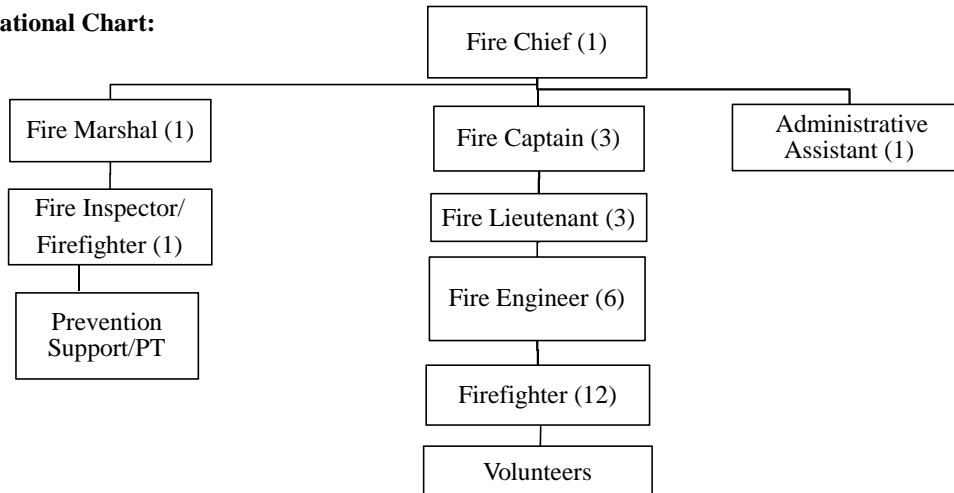 ational Chart:
Fire Chief (1)
Fire Marshal (1)
Fire Captain (3)
Administrative
Assistant (1)
Fire Inspector/
Firefighter (1)
Fire Lieutenant (3)
Fire Engineer (6)
Prevention
Support/PT
Firefighter (12)
Volunteers